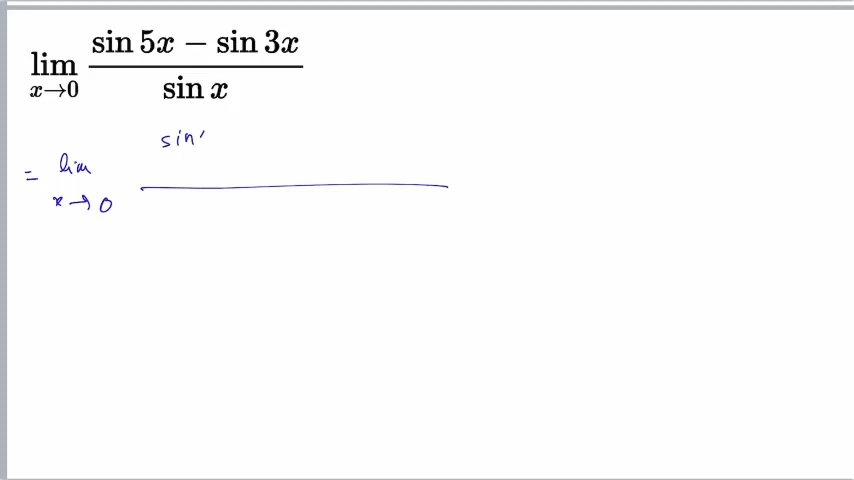 lim x→0 (sin 5x − sin 3x) / (sin x)
sin'
= lim
x → 0